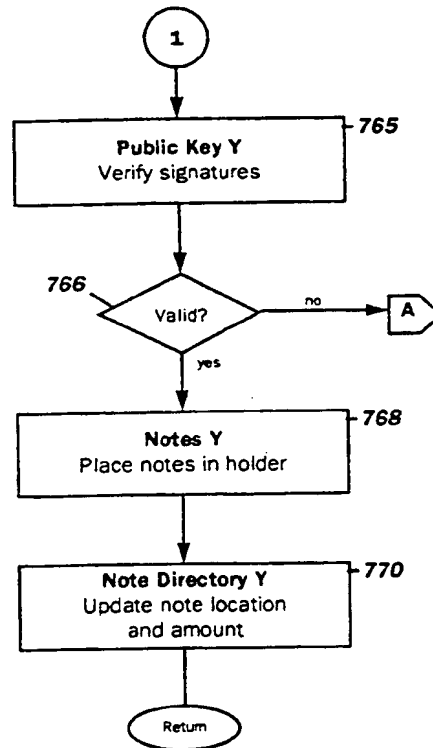 1
765
Public Key Y
Verify signatures
766
Valid?
no
A
yes
768
Notes Y
Place notes in holder
770
Note Directory Y
Update note location
and amount
Return